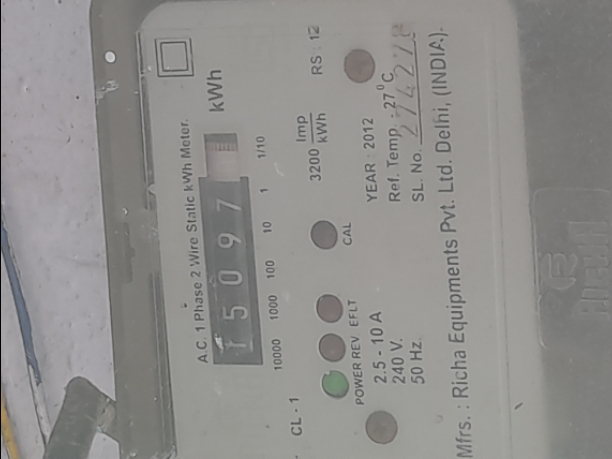 A.C. 1 Phase 2 Wire Static kWh Meter.
15097 kWh
10000 1000 100 10 1 1/10
CL - 1
CAL
3200 Imp/kWh
RS : 12
POWER REV EFLT
2.5 - 10 A
240 V.
50 Hz.
YEAR : 2012
Ref. Temp. : 27°C
SL. No.
Mfrs. : Richa Equipments Pvt. Ltd. Delhi, (INDIA).